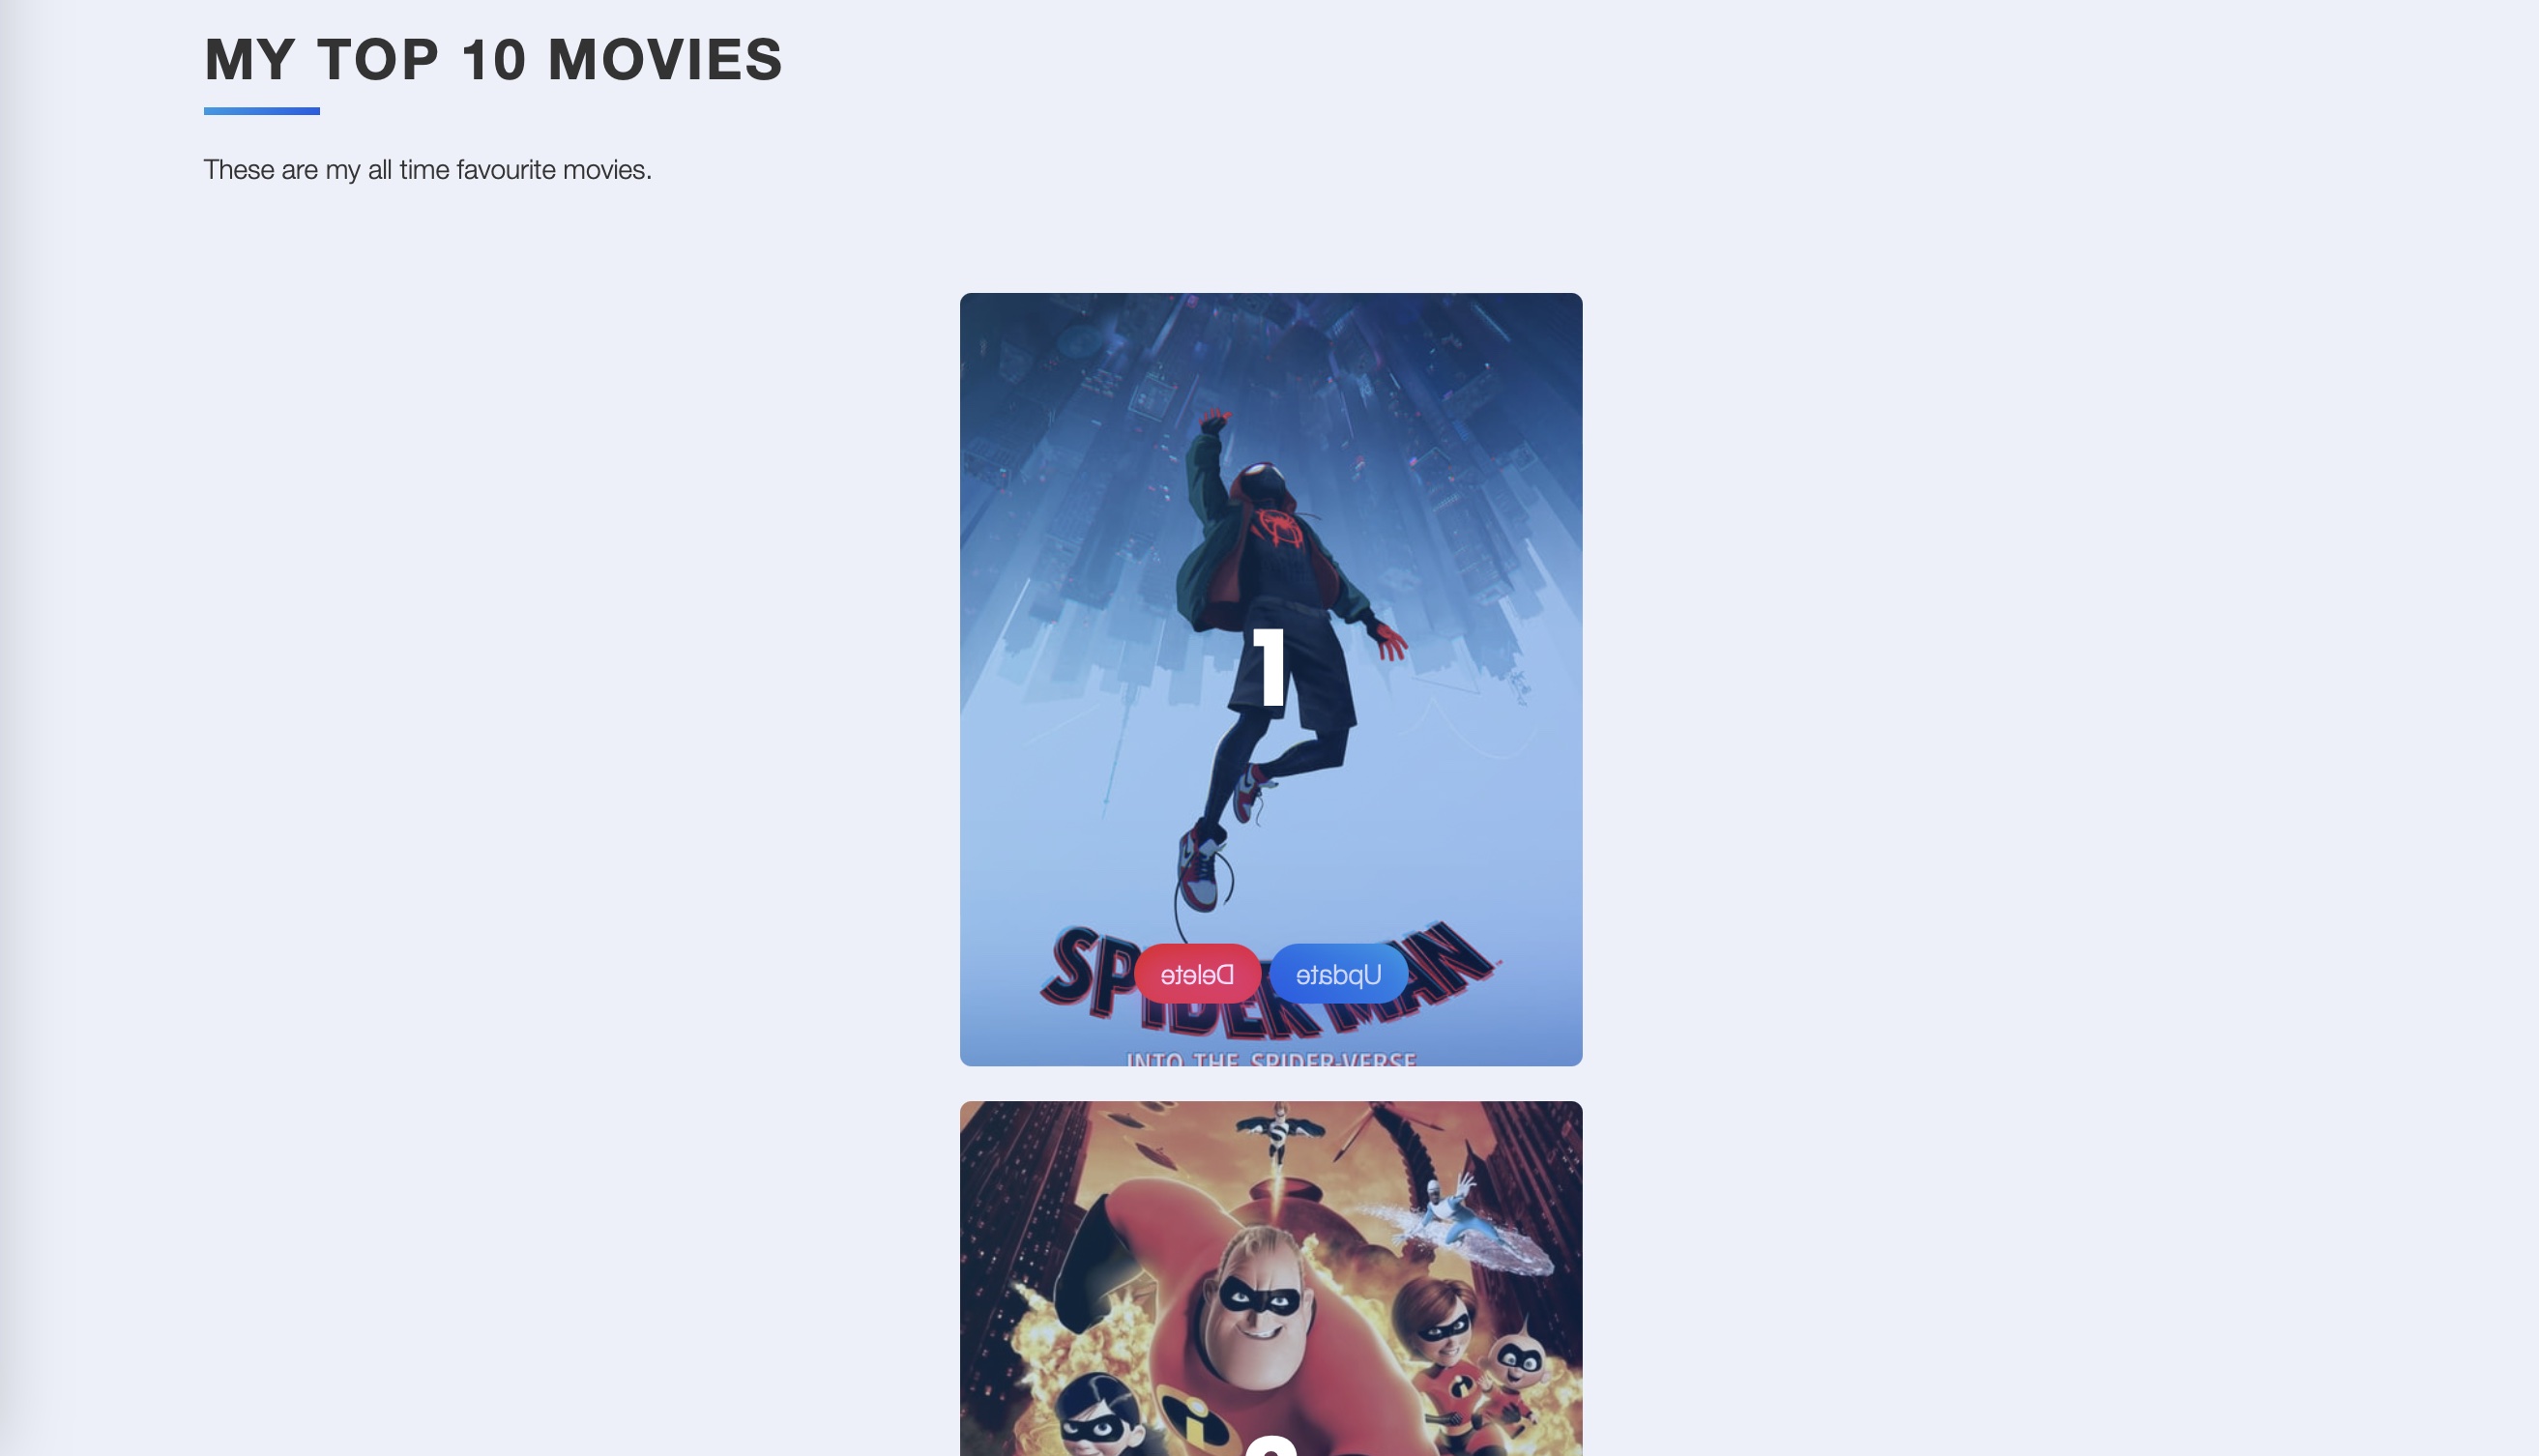 MY TOP 10 MOVIES
These are my all time favourite movies.
1
SPIDER MAN
Delete Update
INTO THE SPIDER-VERSE